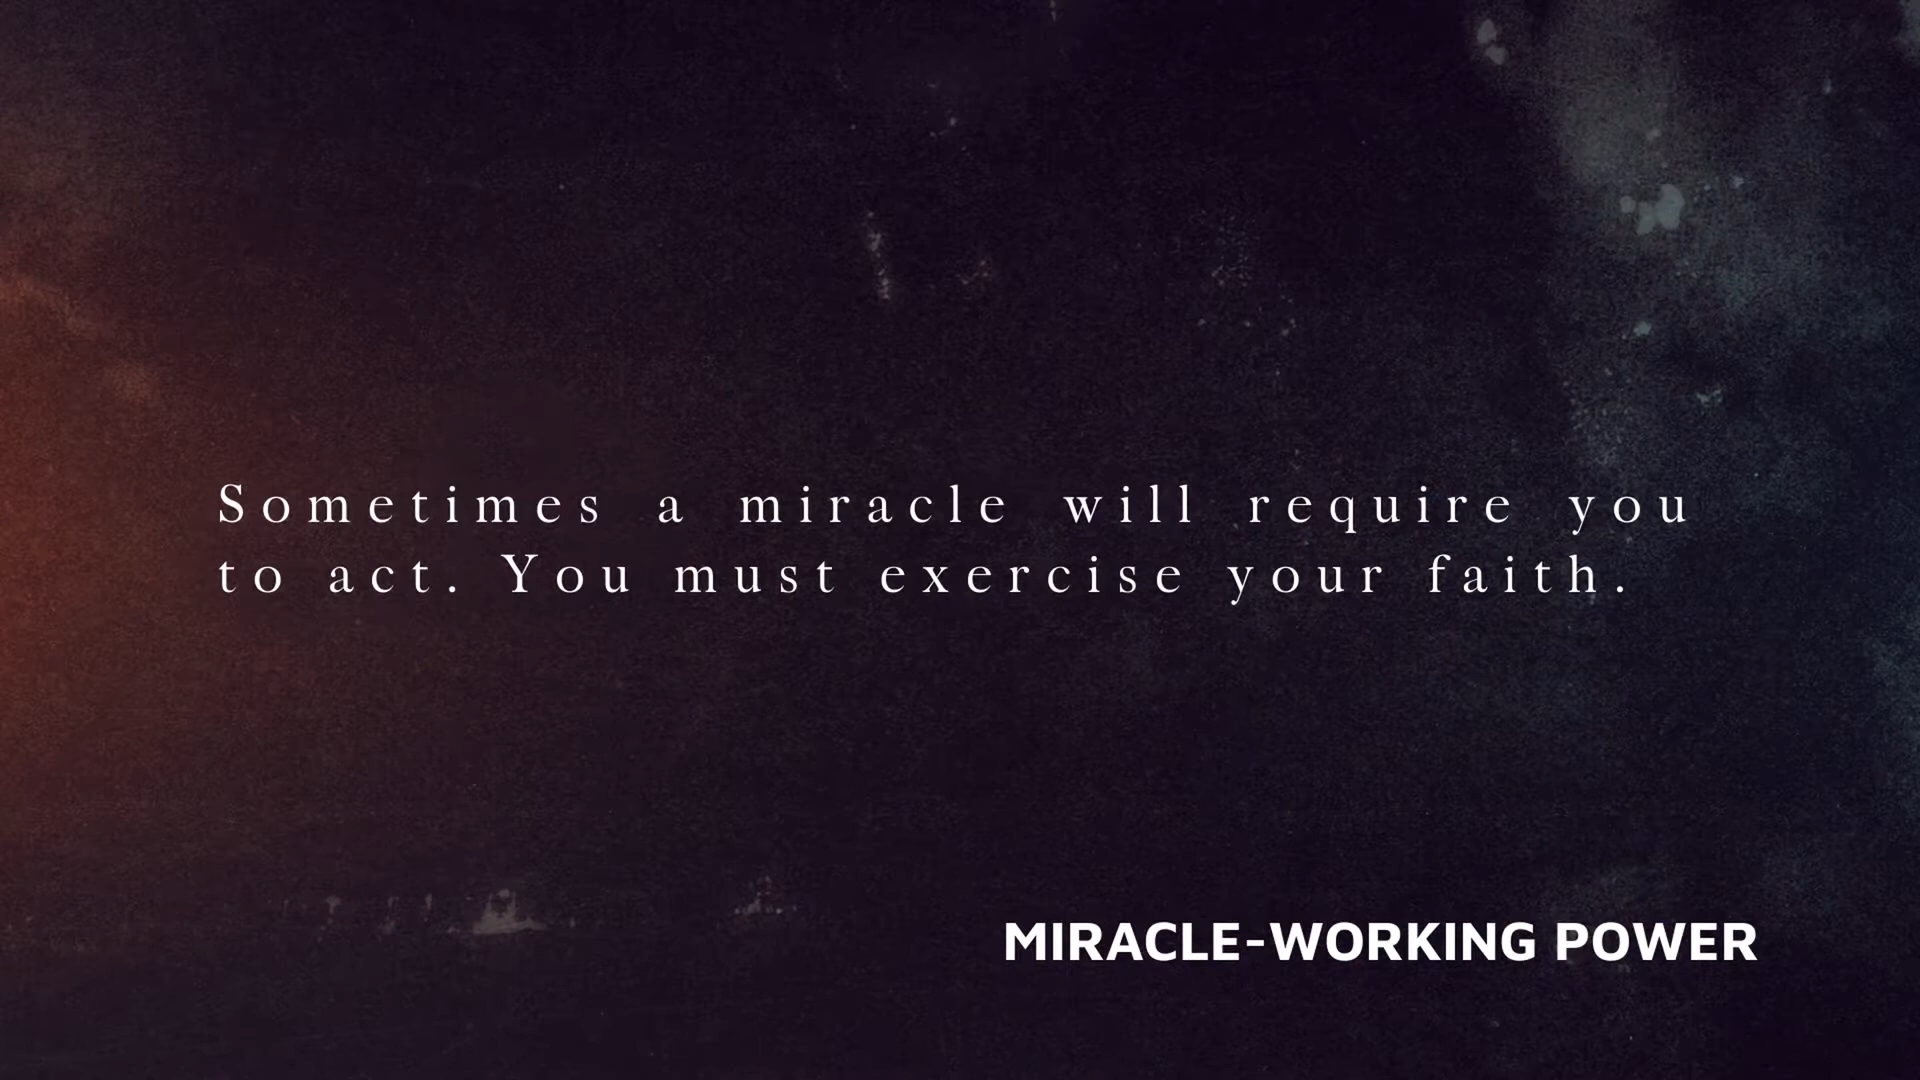 Sometimes a miracle will require you
to act. You must exercise your faith.
MIRACLE-WORKING POWER